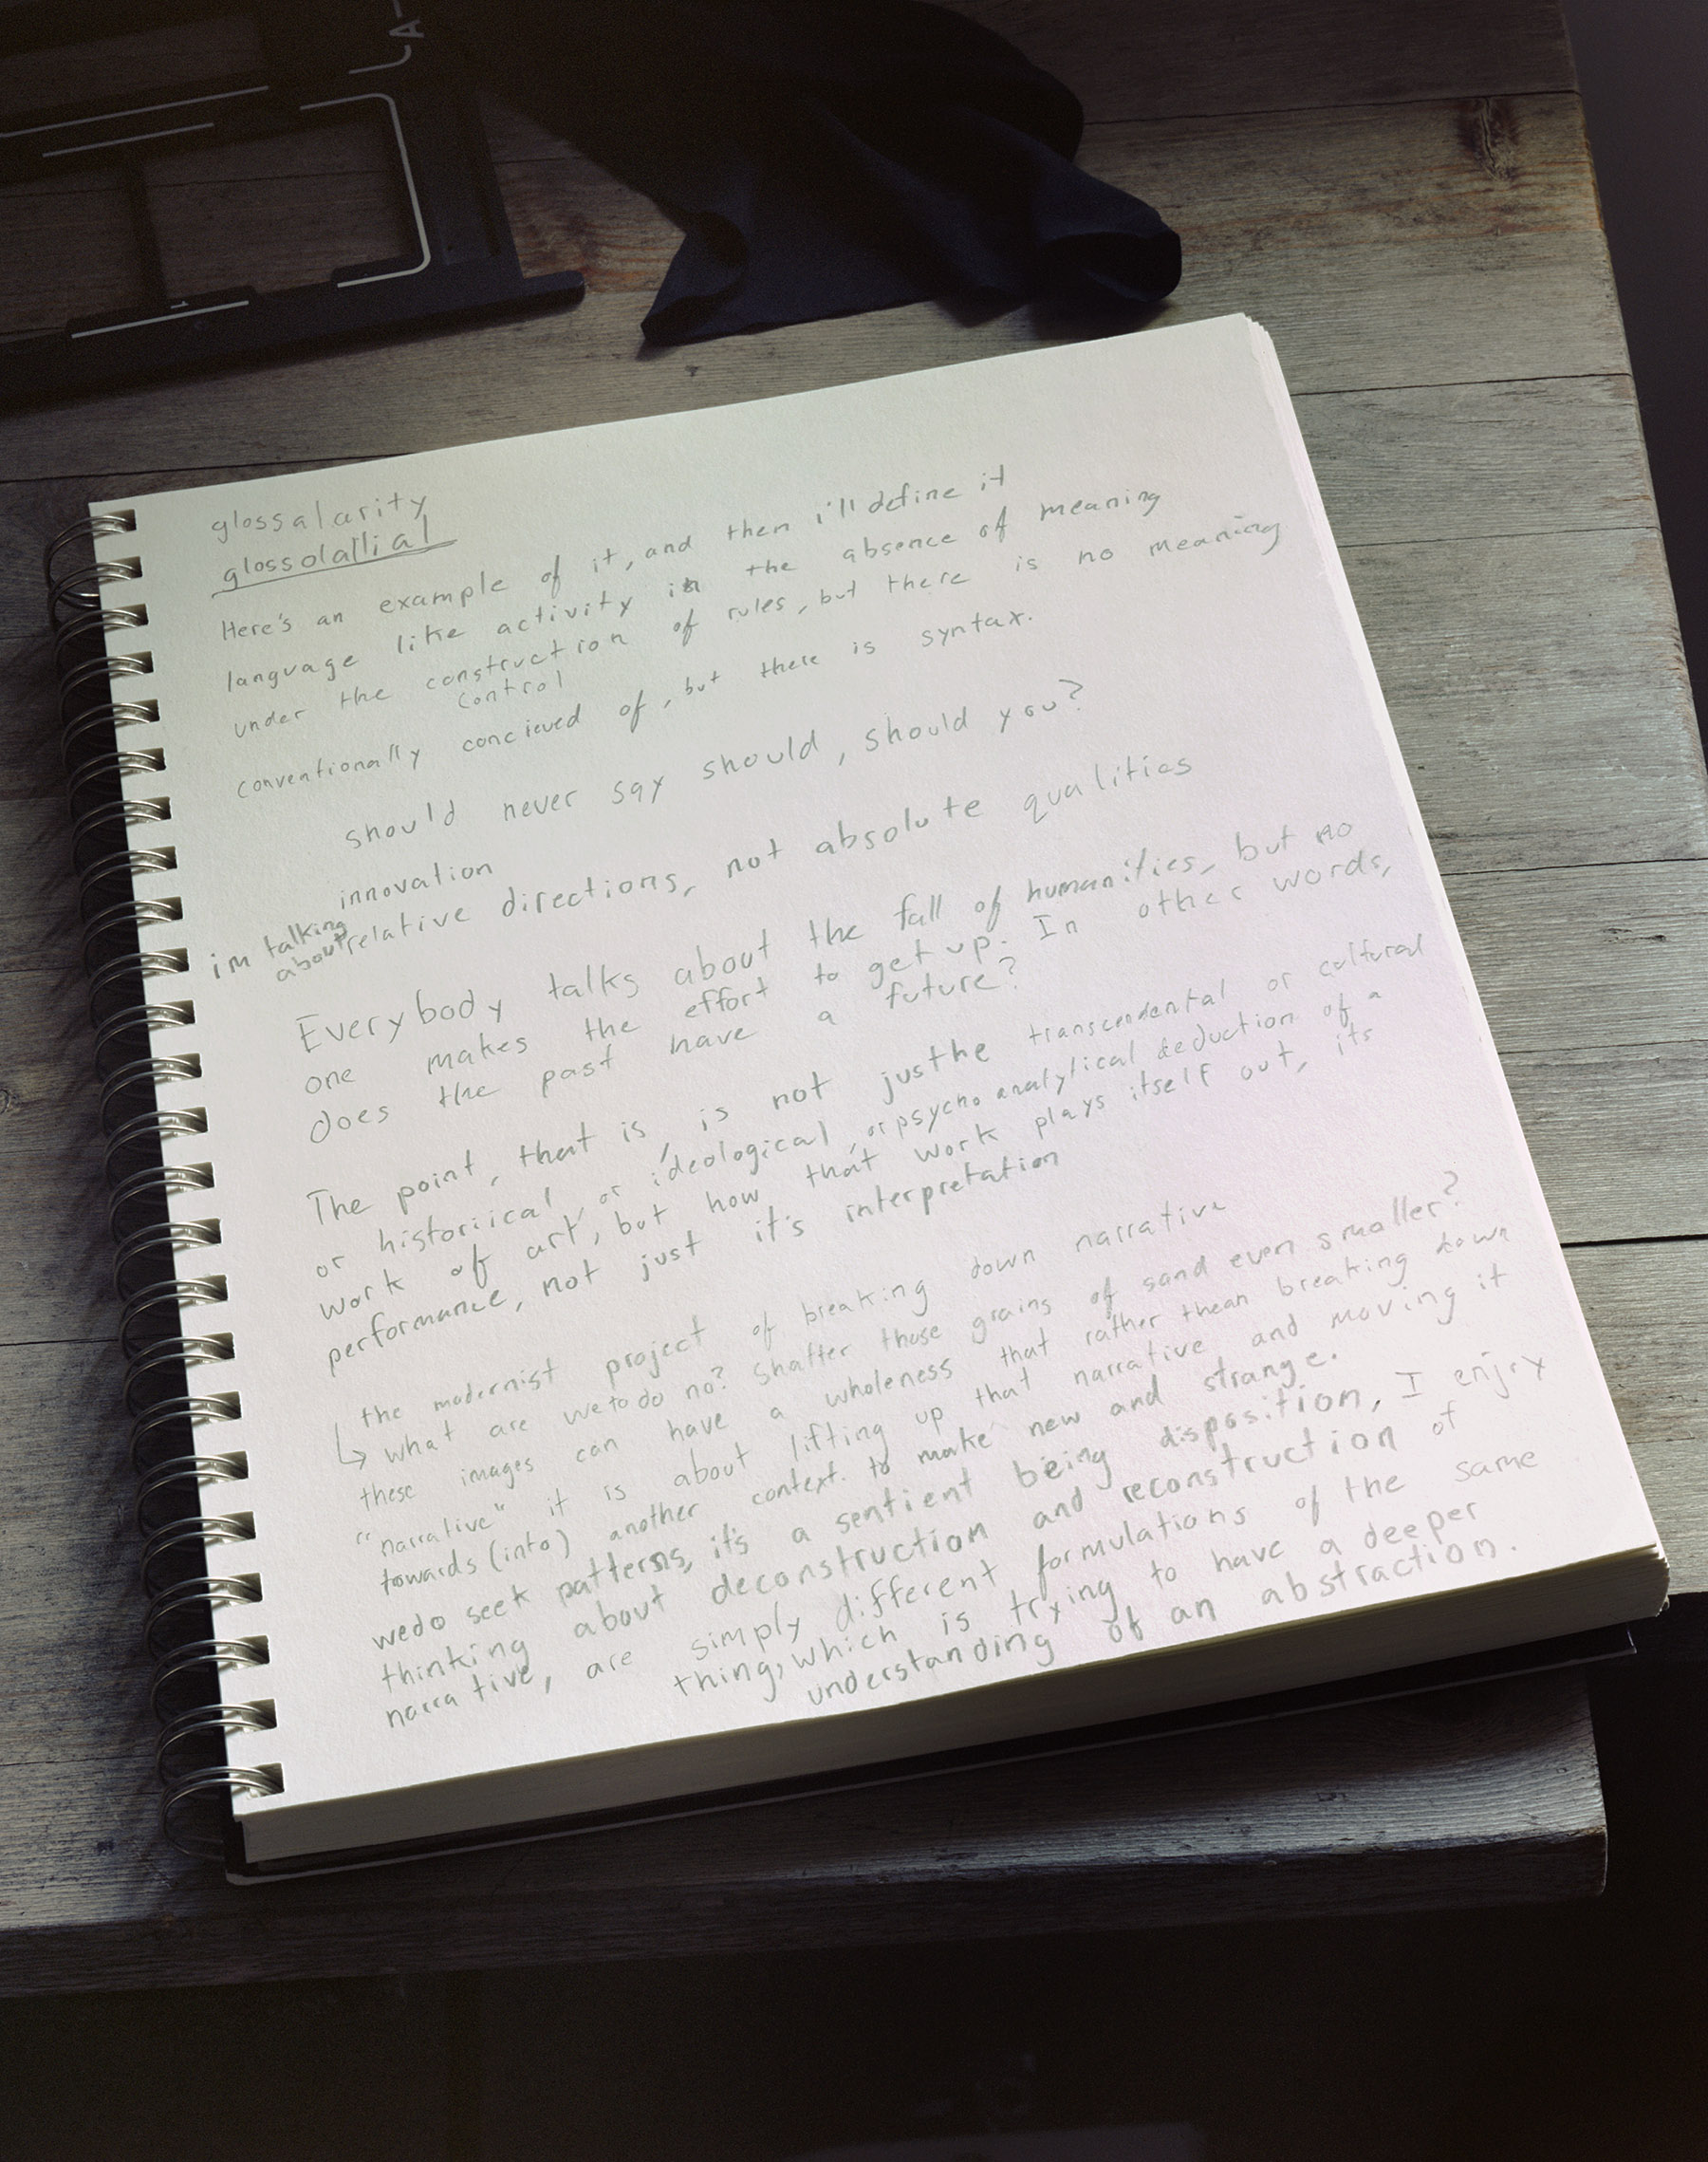 glossalarity
glossolallial
Here's an example of it, and then i'll define it
language like activity in the absence of meaning
under the construction of rules, but there is no meaning
control
conventionally concieved of, but there is syntax.
should never say should, should you?
innovation
im talking
about relative directions, not absolute qualities
Everybody talks about the fall of humanities, but no
one makes the effort to get up. In other words,
does the past have a future?
The point, that is, is not justhe transcendental or cultural
or historiical, or ideological, or psychoanalytical deduction of a
work of art, but how that work plays itself out, its
performance, not just it's interpretation
the modernist project of breaking down narrative
↳ what are we to do no? Shatter those grains of sand even smaller?
these images can have a wholeness that rather thean breaking down
"narrative" it is about lifting up that narrative and moving it
towards (into) another context. to make new and strange.
wedo seek patterns, it's a sentient being disposition, I enjoy
thinking about deconstruction and reconstruction of
narrative, are simply different formulations of the same
thing, which is trying to have a deeper
understanding of an abstraction.